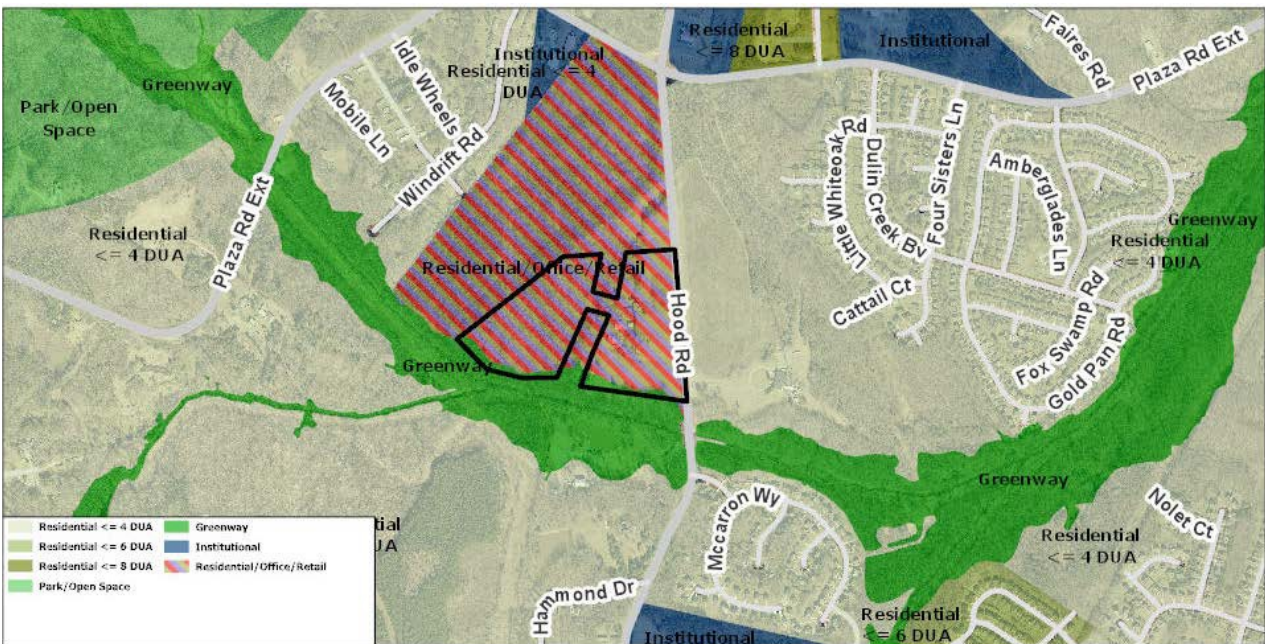 Residential
<= 8 DUA
Institutional
Faires Rd
Plaza Rd Ext
Greenway
Idle Wheels
Institutional
Residential <= 4
DUA
Park/Open
Space
Mobile Ln
Windrift Rd
Little Whiteoak Rd
Dulin Creek Bv
Four Sisters Ln
Amberglades Ln
Greenway
Residential
<= 4 DUA
Residential
<= 4 DUA
Plaza Rd Ext
Residential/Office/Retail
Hood Rd
Cattail Ct
Fox Swamp Rd
Gold Pan Rd
Greenway
Greenway
Mccarron Wy
Nolet Ct
Residential
<= 4 DUA
Hammond Dr
Residential
<= 6 DUA
Institutional
tial
UA
Residential <= 4 DUA
Residential <= 6 DUA
Residential <= 8 DUA
Park/Open Space
Greenway
Institutional
Residential/Office/Retail